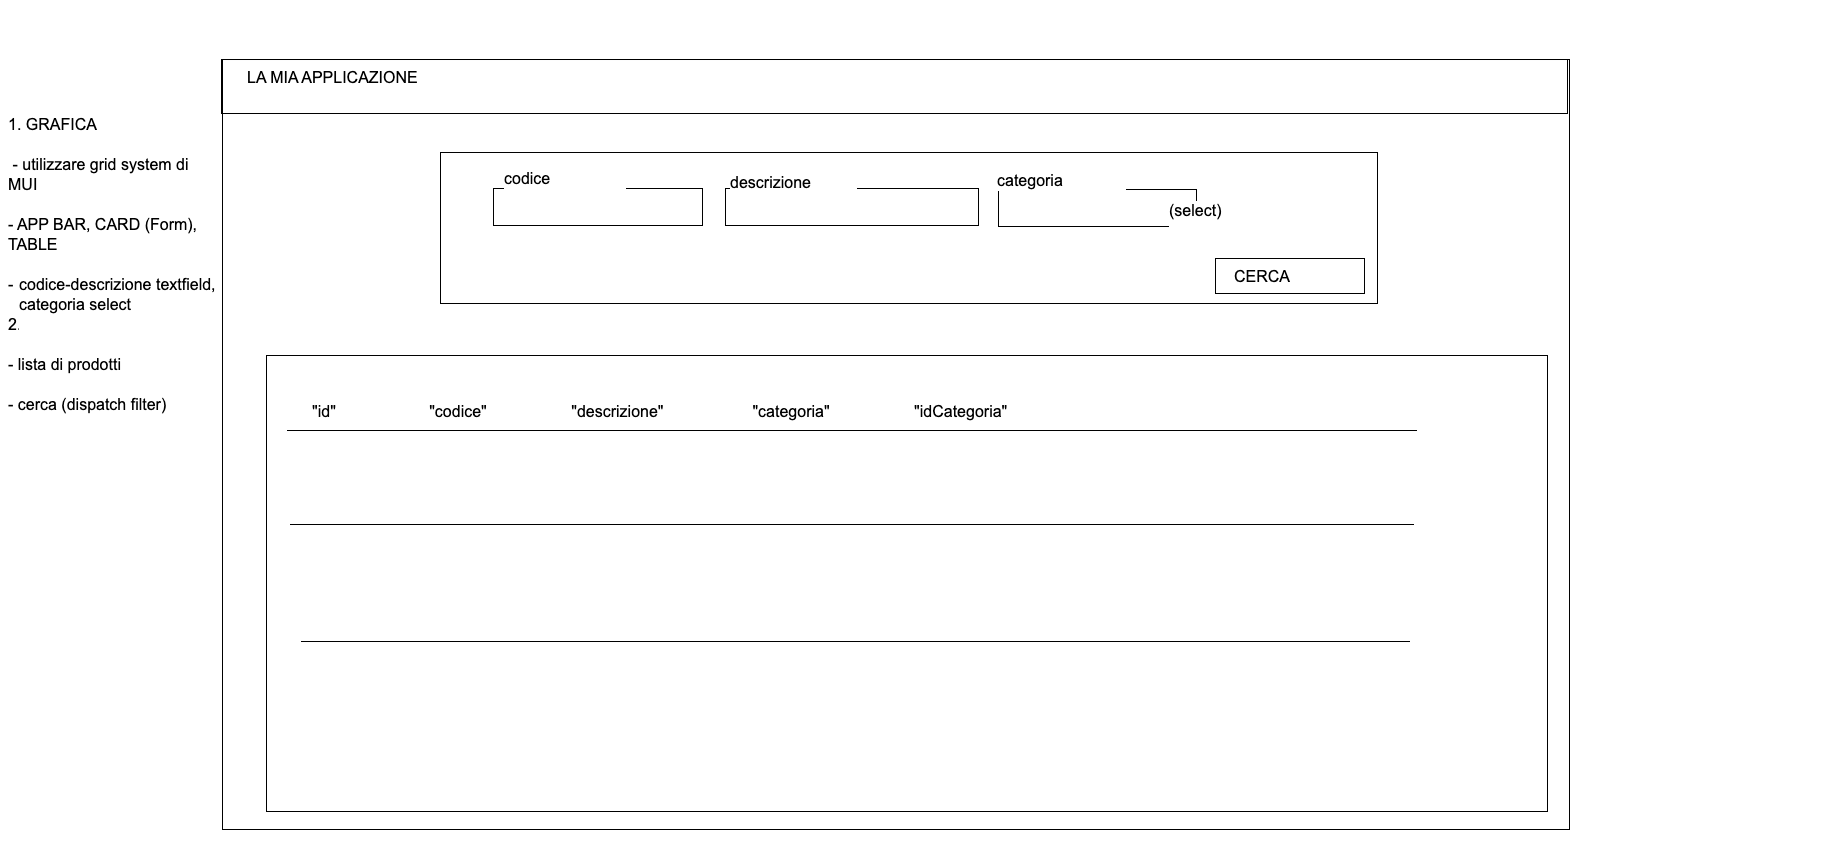 LA MIA APPLICAZIONE
1. GRAFICA
- utilizzare grid system di
MUI
- APP BAR, CARD (Form),
TABLE
- codice-descrizione textfield,
categoria select
2.
- lista di prodotti
- cerca (dispatch filter)
codice
descrizione
categoria
(select)
CERCA
"id" "codice" "descrizione" "categoria" "idCategoria"